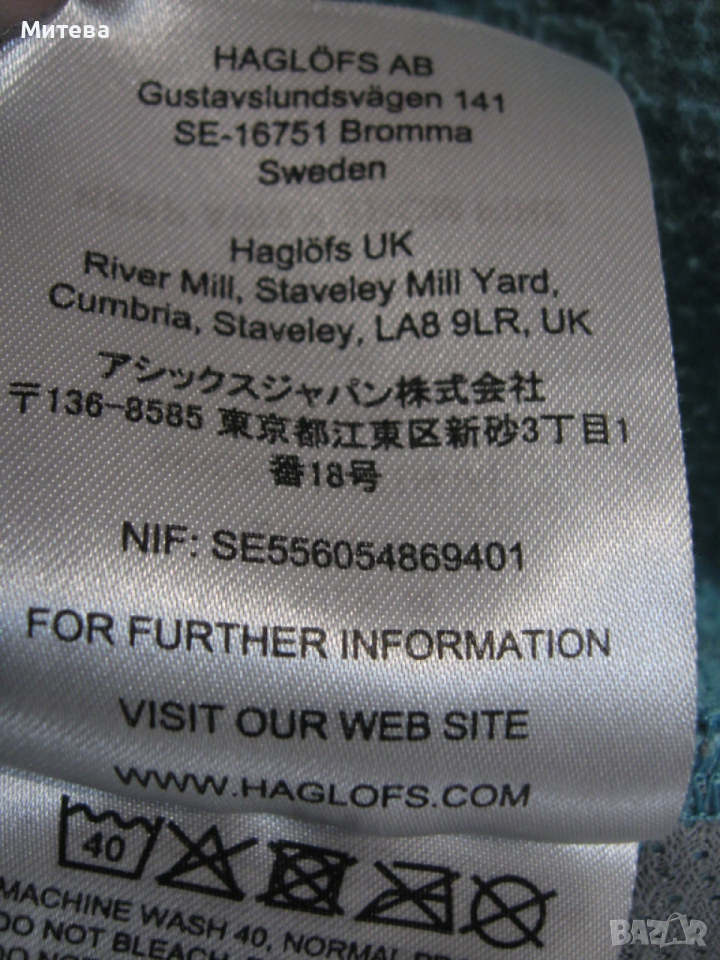 Митева
HAGLÖFS AB
Gustavslundsvägen 141
SE-16751 Bromma
Sweden
Haglöfs UK
River Mill, Staveley Mill Yard,
Cumbria, Staveley, LA8 9LR, UK
アシックスジャパン株式会社
〒136-8585 東京都江東区新砂3丁目1
番18号
NIF: SE556054869401
FOR FURTHER INFORMATION
VISIT OUR WEB SITE
WWW.HAGLOFS.COM
40
MACHINE WASH 40, NORMAL
DO NOT BLEACH
DO NO
BAZAR